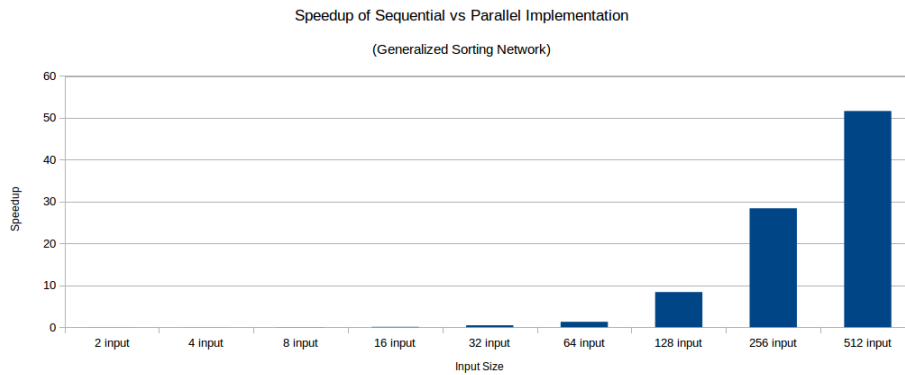 Speedup of Sequential vs Parallel Implementation
(Generalized Sorting Network)
60
50
40
30
20
10
0
Speedup
2 input 4 input 8 input 16 input 32 input 64 input 128 input 256 input 512 input
Input Size